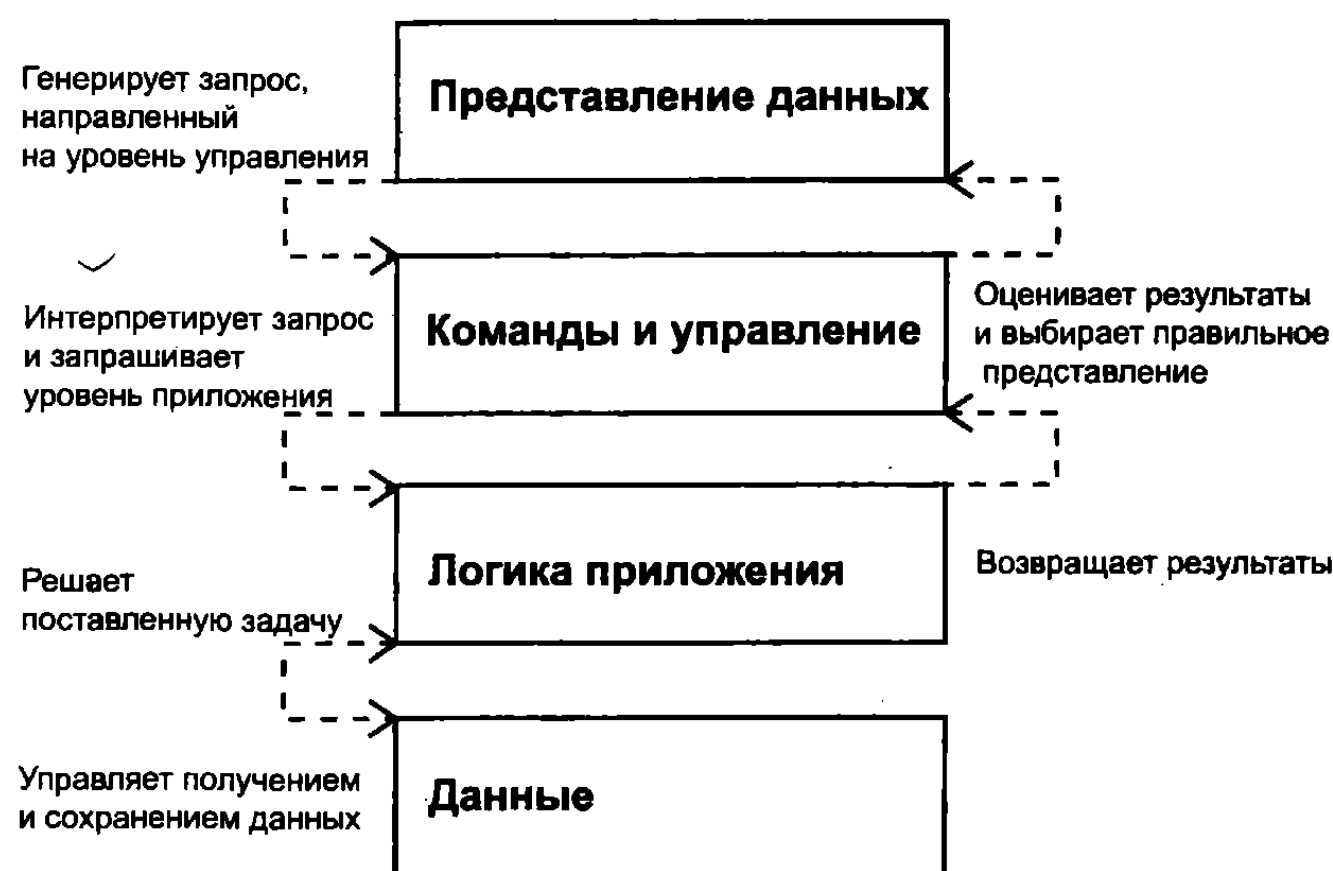 Генерирует запрос,
направленный
на уровень управления
Представление данных
Интерпретирует запрос
и запрашивает
уровень приложения
Команды и управление
Оценивает результаты
и выбирает правильное
представление
Решает
поставленную задачу
Логика приложения
Возвращает результаты
Управляет получением
и сохранением данных
Данные